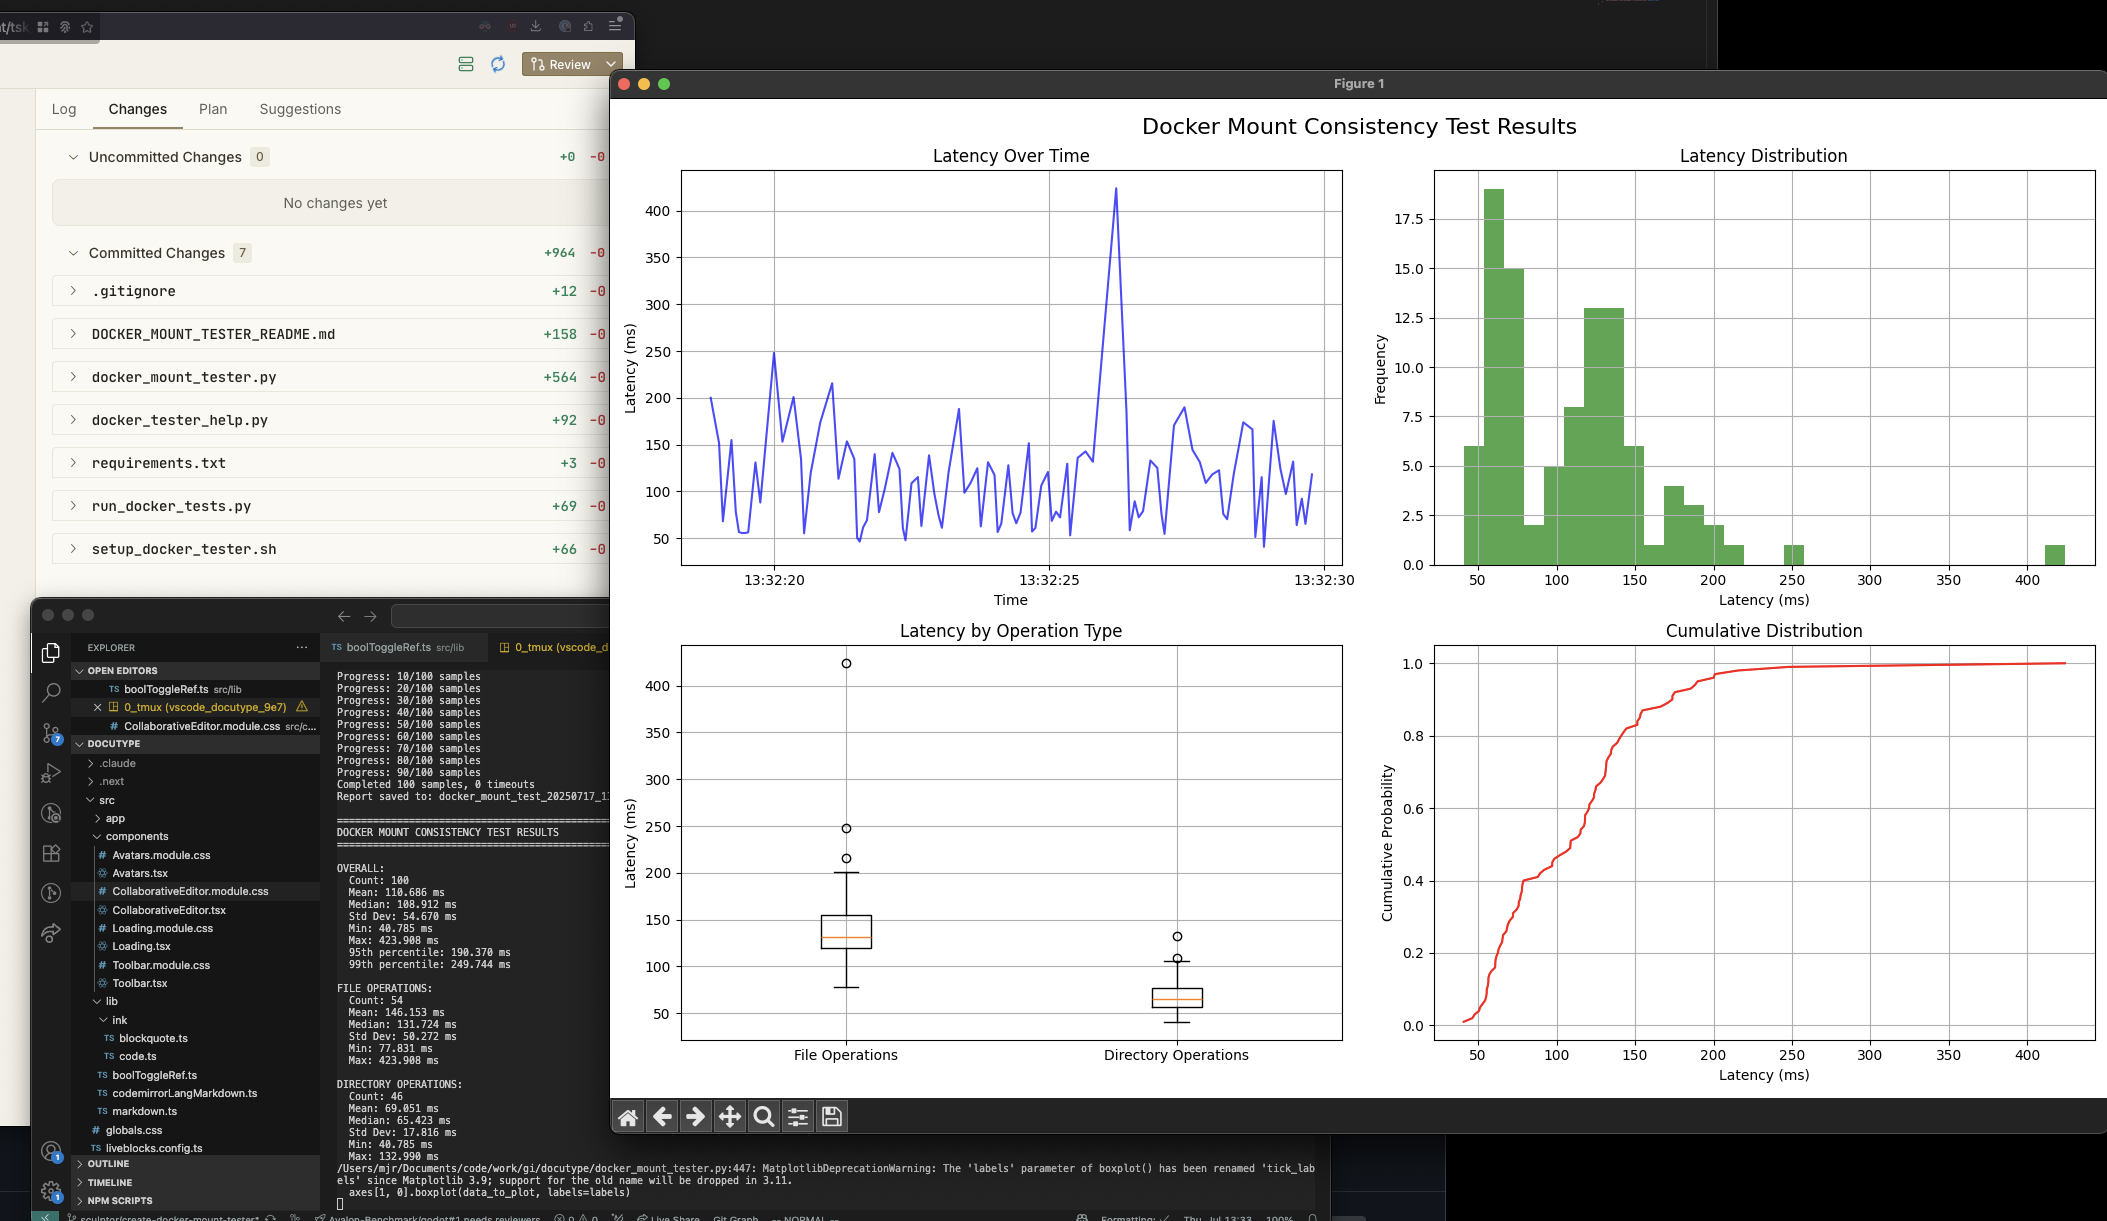 Review
Log
Changes
Plan
Suggestions
Uncommitted Changes 0 +0 -0
No changes yet
Committed Changes 7 +964 -0
.gitignore +12 -0
DOCKER_MOUNT_TESTER_README.md +158 -0
docker_mount_tester.py +564 -0
docker_tester_help.py +92 -0
requirements.txt +3 -0
run_docker_tests.py +69 -0
setup_docker_tester.sh +66 -0
Figure 1
Docker Mount Consistency Test Results
Latency Over Time
Latency (ms)
400
350
300
250
200
150
100
50
13:32:20 13:32:25 13:32:30
Time
Latency Distribution
Frequency
17.5
15.0
12.5
10.0
7.5
5.0
2.5
0.0
50 100 150 200 250 300 350 400
Latency (ms)
Latency by Operation Type
Latency (ms)
400
350
300
250
200
150
100
50
File Operations Directory Operations
Cumulative Distribution
Cumulative Probability
1.0
0.8
0.6
0.4
0.2
0.0
50 100 150 200 250 300 350 400
Latency (ms)
EXPLORER
OPEN EDITORS
TS boolToggleRef.ts src/lib
0_tmux (vscode_docutype_9e7)
# CollaborativeEditor.module.css src/c...
DOCUTYPE
.claude
.next
src
app
components
# Avatars.module.css
Avatars.tsx
# CollaborativeEditor.module.css
CollaborativeEditor.tsx
# Loading.module.css
Loading.tsx
# Toolbar.module.css
Toolbar.tsx
lib
ink
TS blockquote.ts
TS code.ts
TS boolToggleRef.ts
TS codemirrorLangMarkdown.ts
TS markdown.ts
# globals.css
TS liveblocks.config.ts
OUTLINE
TIMELINE
NPM SCRIPTS
7
1
1
TS boolToggleRef.ts src/lib
0_tmux (vscode_d
Progress: 10/100 samples
Progress: 20/100 samples
Progress: 30/100 samples
Progress: 40/100 samples
Progress: 50/100 samples
Progress: 60/100 samples
Progress: 70/100 samples
Progress: 80/100 samples
Progress: 90/100 samples
Completed 100 samples, 0 timeouts
Report saved to: docker_mount_test_20250717_1
DOCKER MOUNT CONSISTENCY TEST RESULTS
OVERALL:
Count: 100
Mean: 110.686 ms
Median: 108.912 ms
Std Dev: 54.670 ms
Min: 40.785 ms
Max: 423.908 ms
95th percentile: 190.370 ms
99th percentile: 249.744 ms
FILE OPERATIONS:
Count: 54
Mean: 146.153 ms
Median: 131.724 ms
Std Dev: 50.272 ms
Min: 77.831 ms
Max: 423.908 ms
DIRECTORY OPERATIONS:
Count: 46
Mean: 69.051 ms
Median: 65.423 ms
Std Dev: 17.816 ms
Min: 40.785 ms
Max: 132.990 ms
/Users/mjr/Documents/code/work/gi/docutype/docker_mount_tester.py:447: MatplotlibDeprecationWarning: The 'labels' parameter of boxplot() has been renamed 'tick_lab
els' since Matplotlib 3.9; support for the old name will be dropped in 3.11.
axes[1, 0].boxplot(data_to_plot, labels=labels)
sculptor/create-docker-mount-tester* Avalon-Benchmark/godot#1 needs reviewers 0 0 Live Share Git Graph -- NORMAL -- Formatting: Thu, Jul 13:33 100%